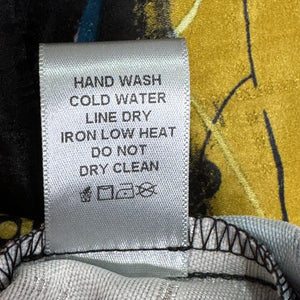 HAND WASH
COLD WATER
LINE DRY
IRON LOW HEAT
DO NOT
DRY CLEAN